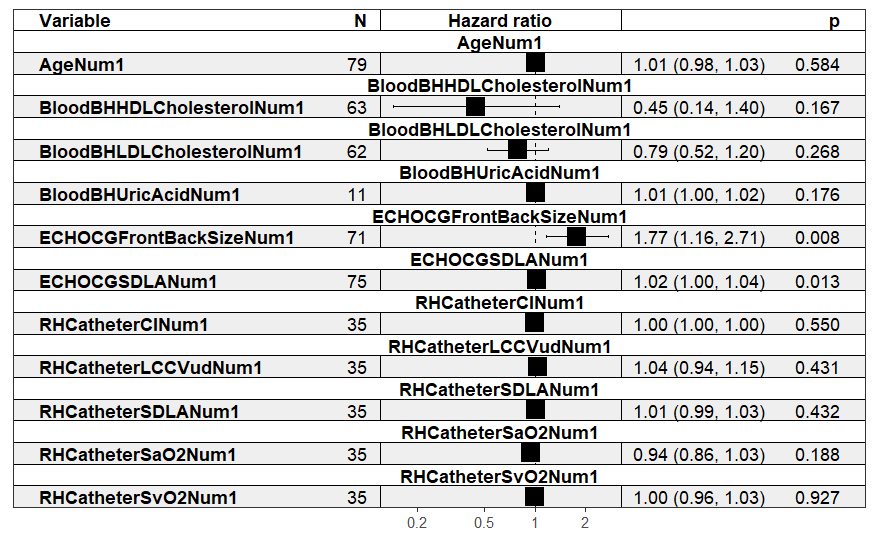 Variable N Hazard ratio p
AgeNum1
AgeNum1 79 1.01 (0.98, 1.03) 0.584
BloodBHHDLCholesterolNum1
BloodBHHDLCholesterolNum1 63 0.45 (0.14, 1.40) 0.167
BloodBHLDLCholesterolNum1
BloodBHLDLCholesterolNum1 62 0.79 (0.52, 1.20) 0.268
BloodBHUricAcidNum1
BloodBHUricAcidNum1 11 1.01 (1.00, 1.02) 0.176
ECHOCGFrontBackSizeNum1
ECHOCGFrontBackSizeNum1 71 1.77 (1.16, 2.71) 0.008
ECHOCGSDLANum1
ECHOCGSDLANum1 75 1.02 (1.00, 1.04) 0.013
RHCatheterCINum1
RHCatheterCINum1 35 1.00 (1.00, 1.00) 0.550
RHCatheterLCCVudNum1
RHCatheterLCCVudNum1 35 1.04 (0.94, 1.15) 0.431
RHCatheterSDLANum1
RHCatheterSDLANum1 35 1.01 (0.99, 1.03) 0.432
RHCatheterSaO2Num1
RHCatheterSaO2Num1 35 0.94 (0.86, 1.03) 0.188
RHCatheterSvO2Num1
RHCatheterSvO2Num1 35 1.00 (0.96, 1.03) 0.927
0.2 0.5 1 2